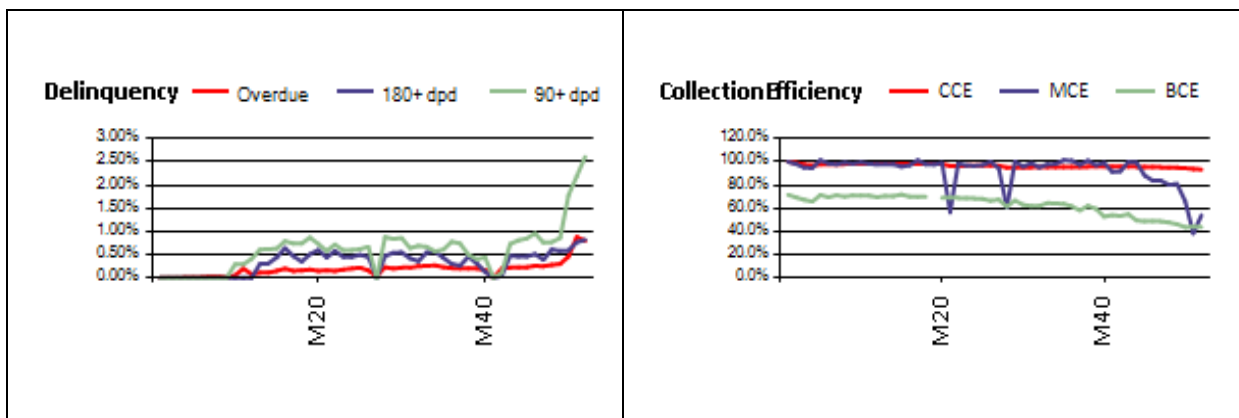 Delinquency Overdue 180+ dpd 90+ dpd
3.00%
2.50%
2.00%
1.50%
1.00%
0.50%
0.00%
M20
M40
Collection Efficiency CCE MCE BCE
120.0%
100.0%
80.0%
60.0%
40.0%
20.0%
0.0%
M20
M40